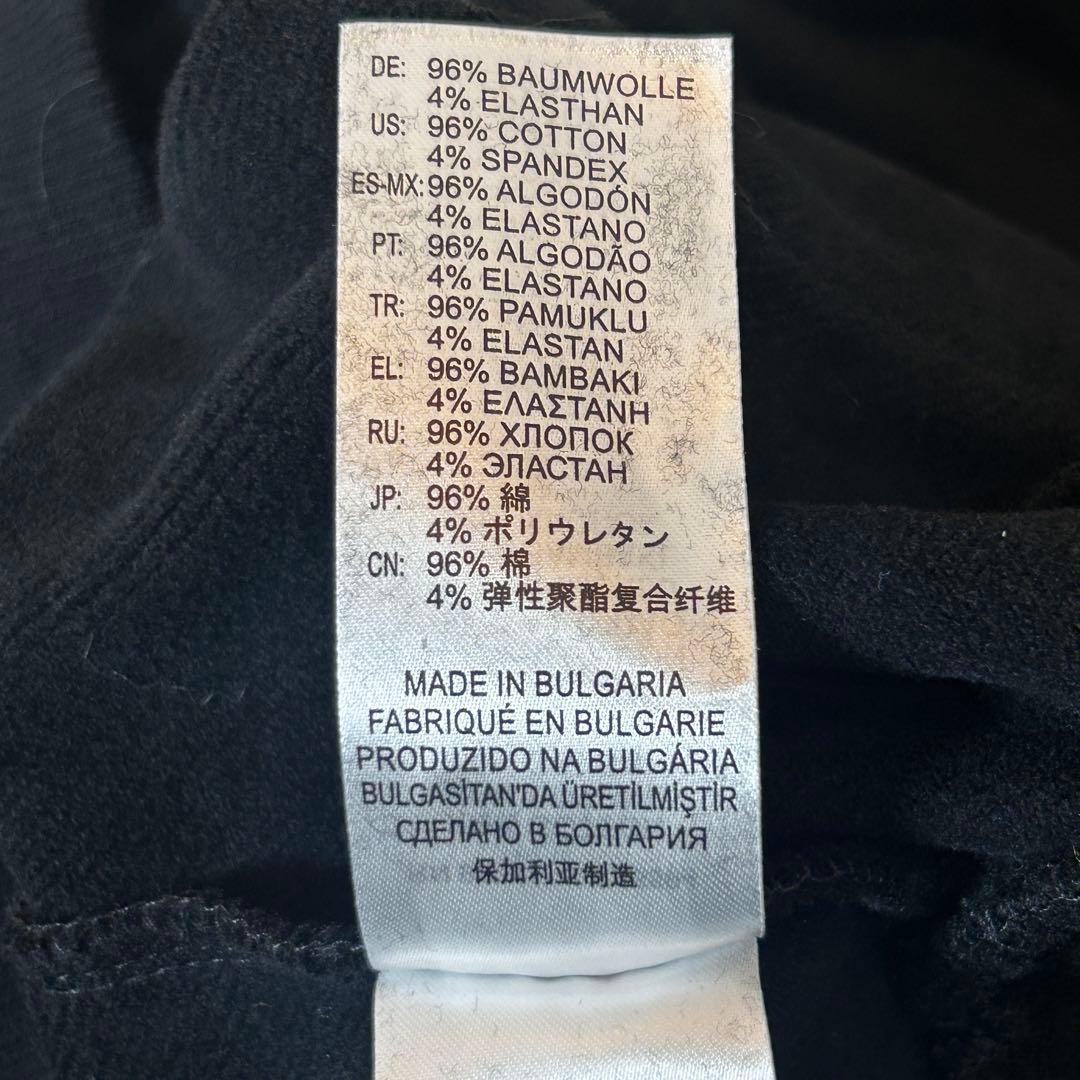 DE: 96% BAUMWOLLE
4% ELASTHAN
US: 96% COTTON
4% SPANDEX
ES-MX: 96% ALGODÓN
4% ELASTANO
PT: 96% ALGODÃO
4% ELASTANO
TR: 96% PAMUKLU
4% ELASTAN
EL: 96% ΒΑΜΒΑΚΙ
4% ΕΛΑΣΤΑΝΗ
RU: 96% ХЛОПОК
4% ЭЛАСТАН
JP: 96% 綿
4% ポリウレタン
CN: 96% 棉
4% 弹性聚酯复合纤维
MADE IN BULGARIA
FABRIQUÉ EN BULGARIE
PRODUZIDO NA BULGÁRIA
BULGASİTAN'DA ÜRETİLMİŞTİR
СДЕЛАНО В БОЛГАРИЯ
保加利亚制造